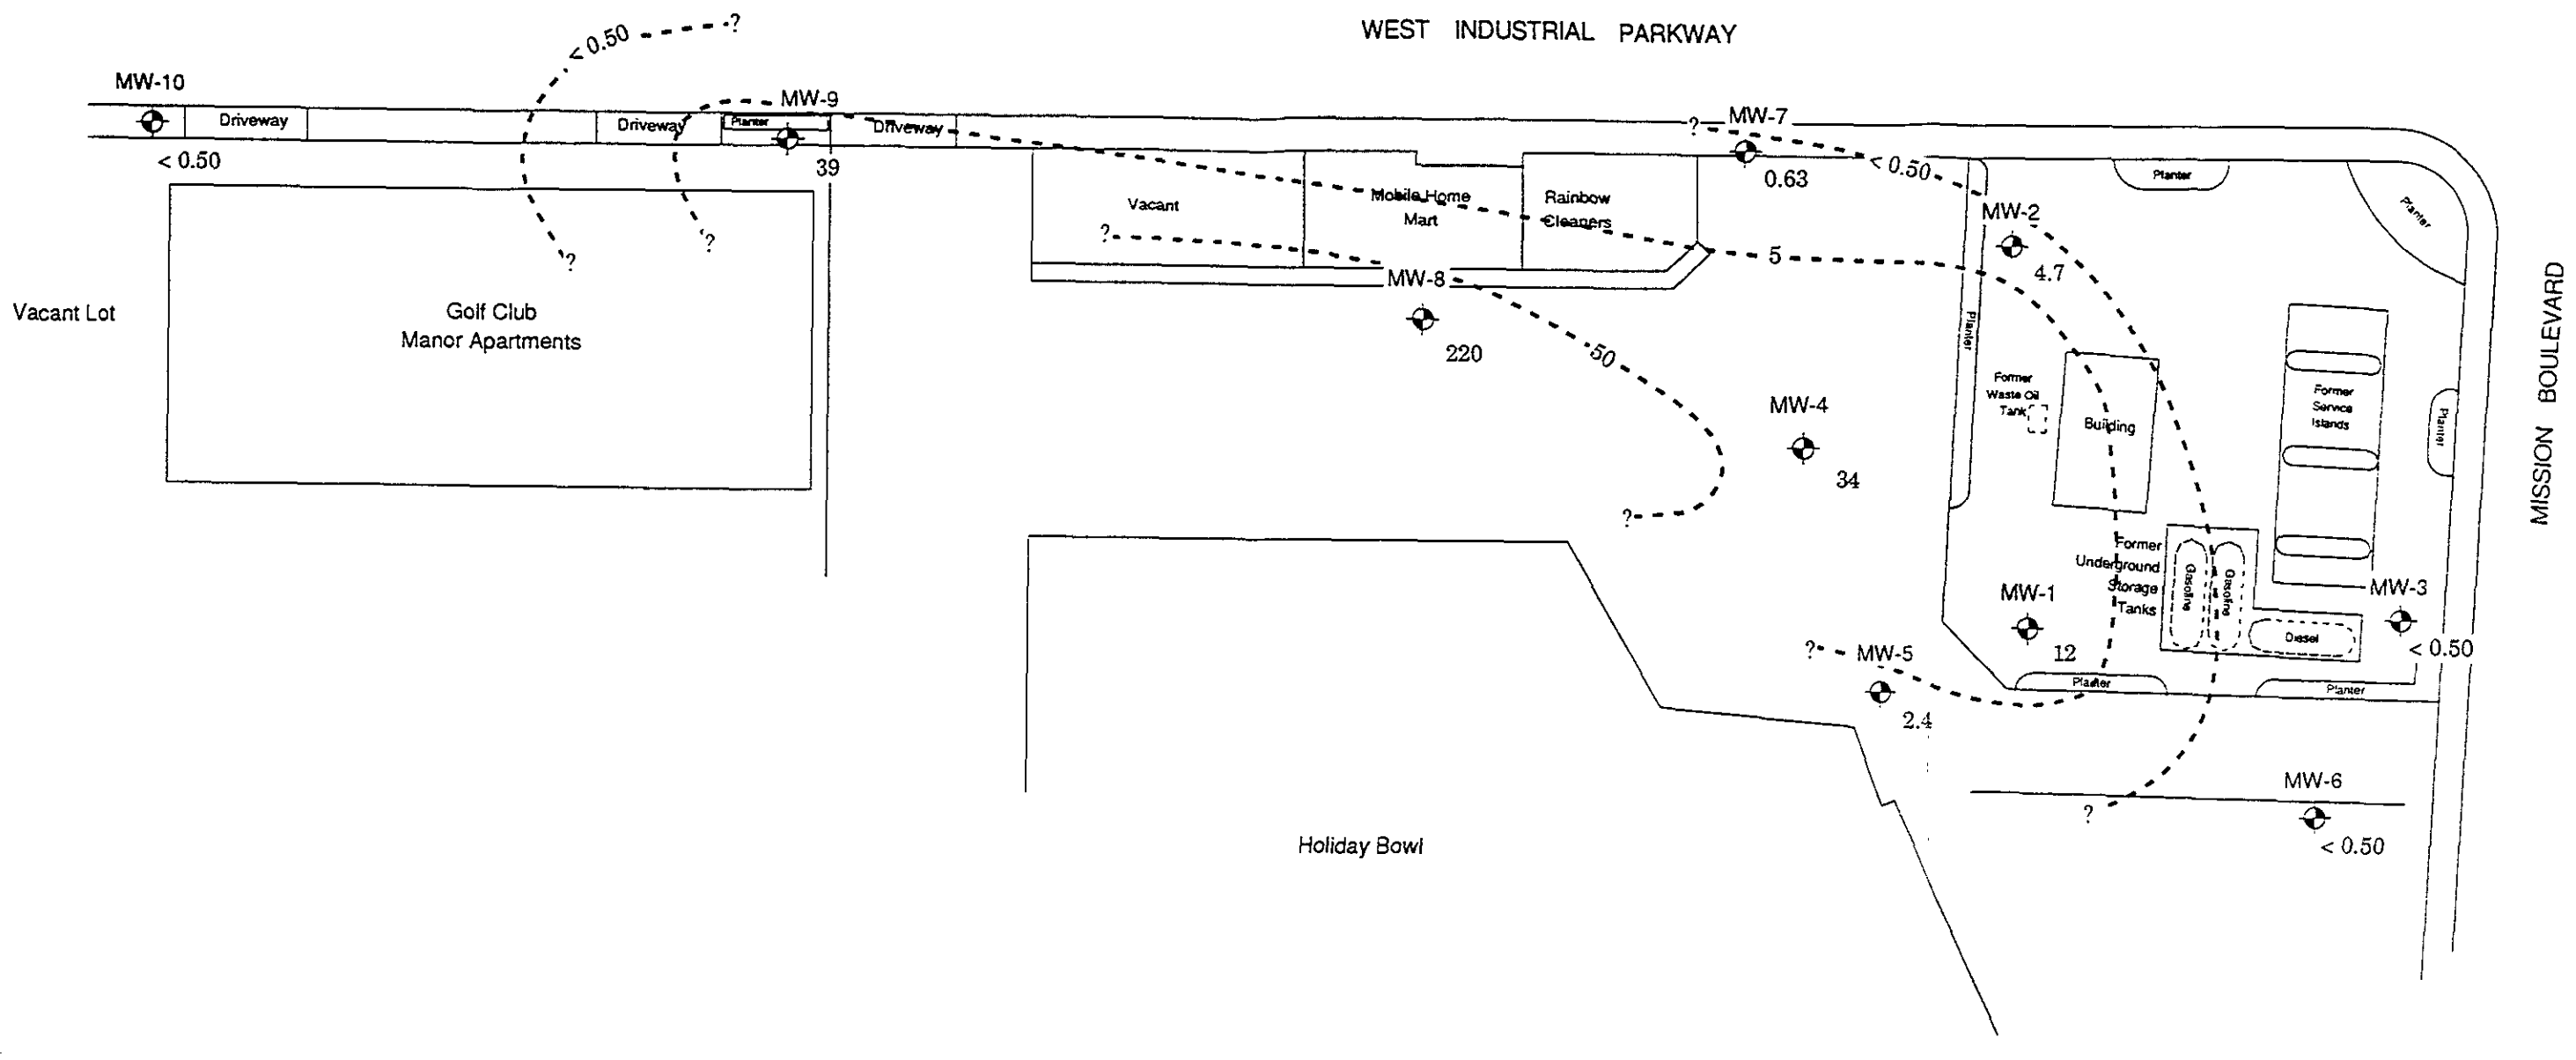 WEST INDUSTRIAL PARKWAY
< 0.50
?
MW-10
Driveway
< 0.50
Driveway
Planter
MW-9
39
Driveway
?
?
Vacant Lot
Golf Club
Manor Apartments
Vacant
Mobile Home
Mart
Rainbow
Cleaners
?
MW-7
0.63
< 0.50
MW-2
4.7
5
Planter
Planter
MISSION BOULEVARD
?
MW-8
220
50
?
MW-4
34
Planter
Former
Waste Oil
Tank
Building
Former
Service
Islands
Planter
Former
Underground
Storage
Tanks
Gasoline
Gasoline
Diesel
MW-3
< 0.50
MW-1
12
Planter
Planter
?
MW-5
2.4
?
MW-6
< 0.50
Holiday Bowl